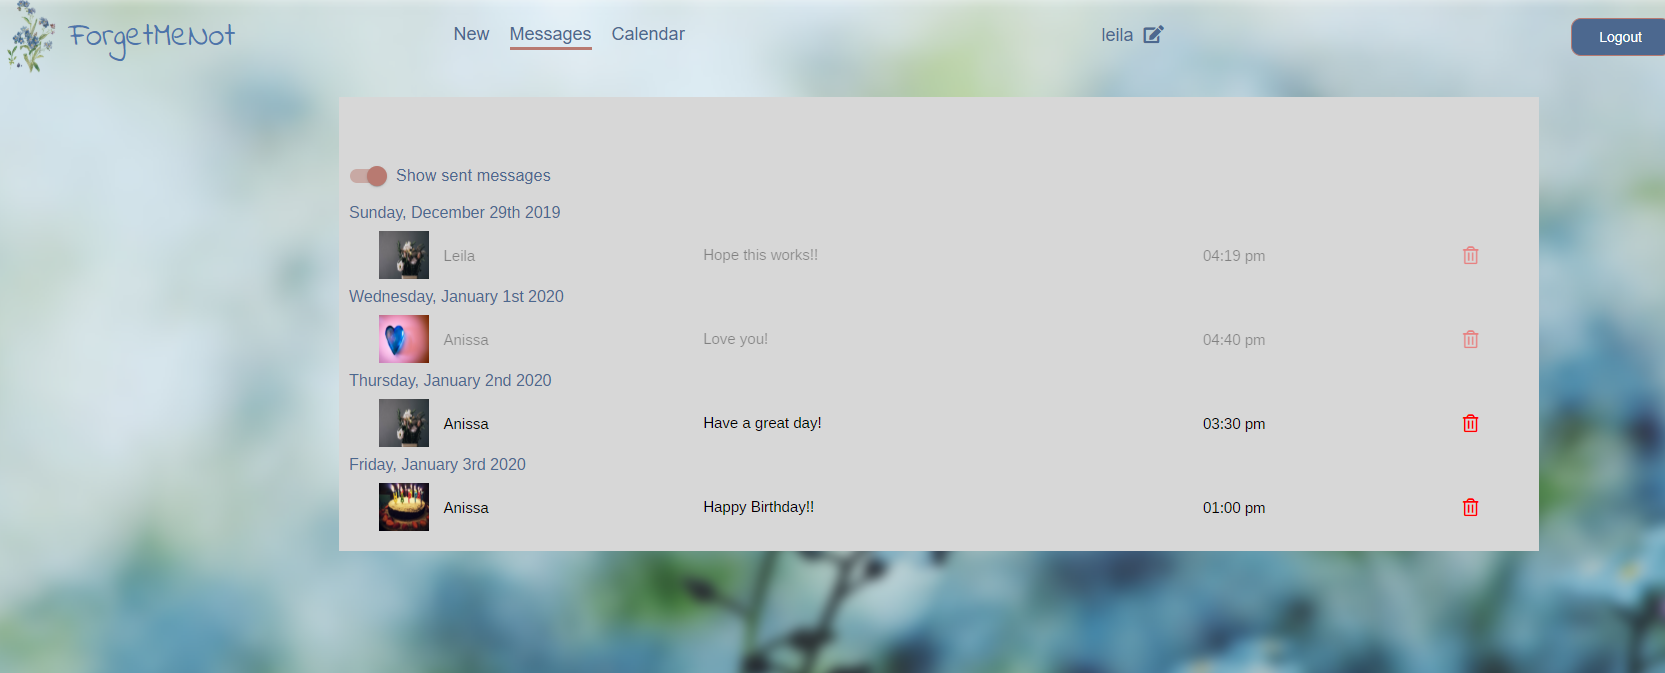 ForgetMeNot New Messages Calendar leila Logout
Show sent messages
Sunday, December 29th 2019
Leila Hope this works!! 04:19 pm
Wednesday, January 1st 2020
Anissa Love you! 04:40 pm
Thursday, January 2nd 2020
Anissa Have a great day! 03:30 pm
Friday, January 3rd 2020
Anissa Happy Birthday!! 01:00 pm